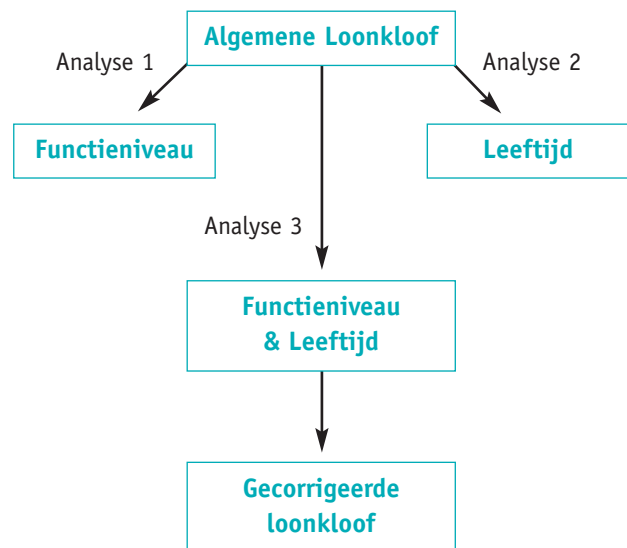 Algemene Loonkloof
Analyse 1
Analyse 2
Functieniveau
Leeftijd
Analyse 3
Functieniveau
& Leeftijd
Gecorrigeerde
loonkloof